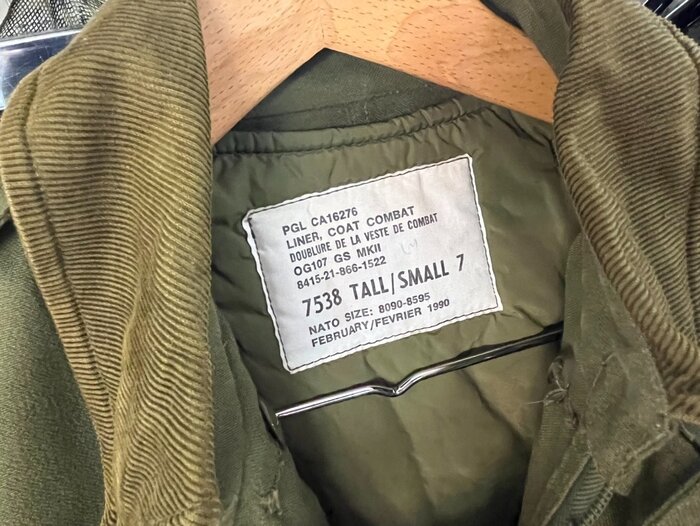 PGL CA16276
LINER, COAT COMBAT
DOUBLURE DE LA VESTE DE COMBAT
OG107 GS MKII
8415-21-866-1522
7538 TALL/SMALL 7
NATO SIZE: 8090-8595
FEBRUARY/FEVRIER 1990